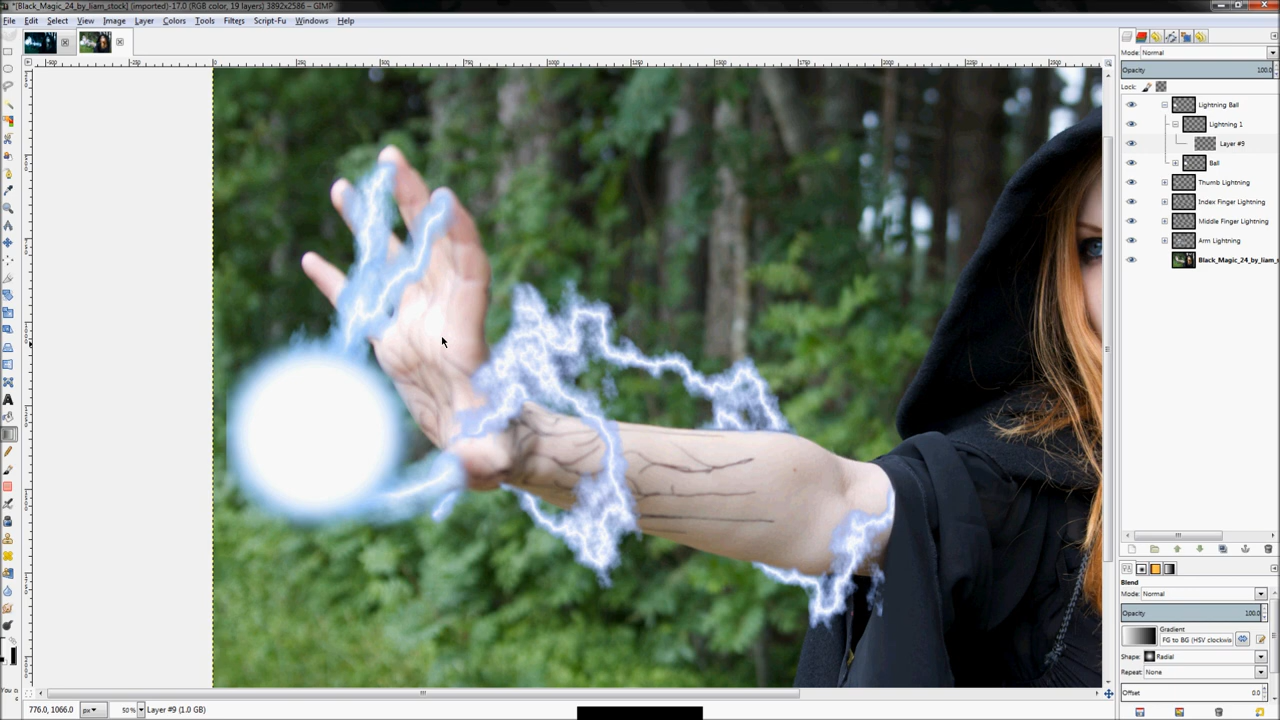 *[Black_Magic_24_by_liam_stock] (imported)-17.0 (RGB color, 19 layers) 3892x2586 – GIMP
File Edit Select View Image Layer Colors Tools Filters Script-Fu Windows Help
Mode: Normal
Opacity 100.0
Lock:
Lightning Ball
Lightning 1
Layer #9
Ball
Thumb Lightning
Index Finger Lightning
Middle Finger Lightning
Arm Lightning
Black_Magic_24_by_liam_s
Blend
Mode: Normal
Opacity 100.0
Gradient
FG to BG (HSV clockwis
Shape: Radial
Repeat: None
Offset 0.0
776.0, 1066.0 px 50% Layer #9 (1.0 GB)